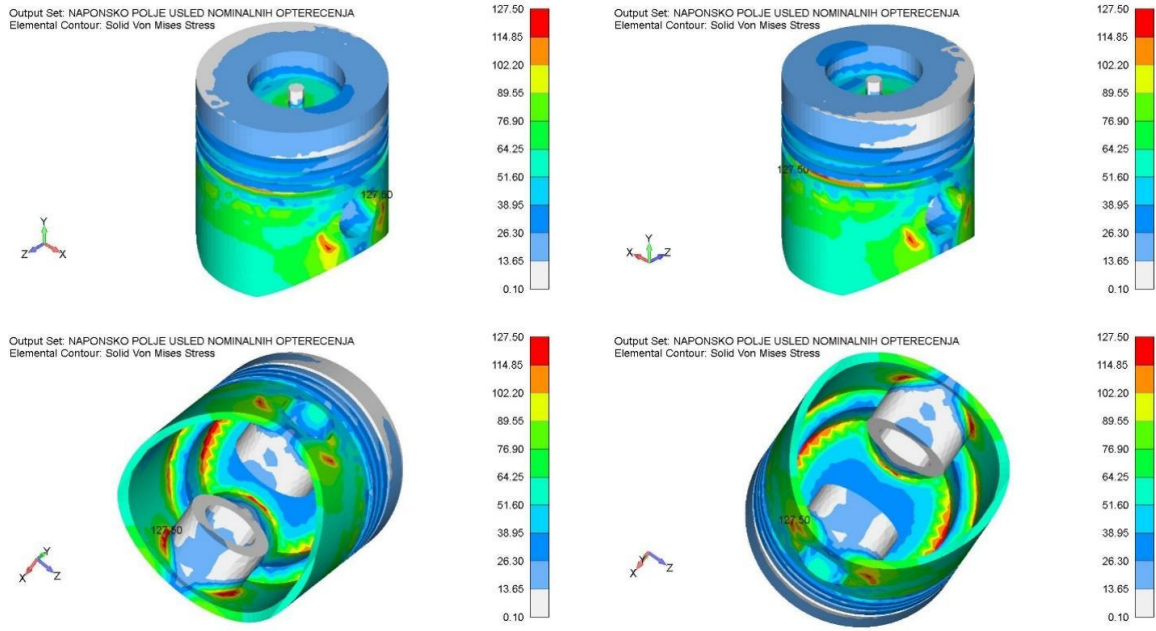 Output Set: NAPONSKO POLJE USLED NOMINALNIH OPTERECENJA
Elemental Contour: Solid Von Mises Stress
127.50
114.85
102.20
89.55
76.90
64.25
51.60
38.95
26.30
13.65
0.10
127.50
Y
Z
X
Output Set: NAPONSKO POLJE USLED NOMINALNIH OPTERECENJA
Elemental Contour: Solid Von Mises Stress
127.50
114.85
102.20
89.55
76.90
64.25
51.60
38.95
26.30
13.65
0.10
127.50
Y
X
Z
Output Set: NAPONSKO POLJE USLED NOMINALNIH OPTERECENJA
Elemental Contour: Solid Von Mises Stress
127.50
114.85
102.20
89.55
76.90
64.25
51.60
38.95
26.30
13.65
0.10
127.50
Y
X
Z
Output Set: NAPONSKO POLJE USLED NOMINALNIH OPTERECENJA
Elemental Contour: Solid Von Mises Stress
127.50
114.85
102.20
89.55
76.90
64.25
51.60
38.95
26.30
13.65
0.10
127.50
Y
X
Z